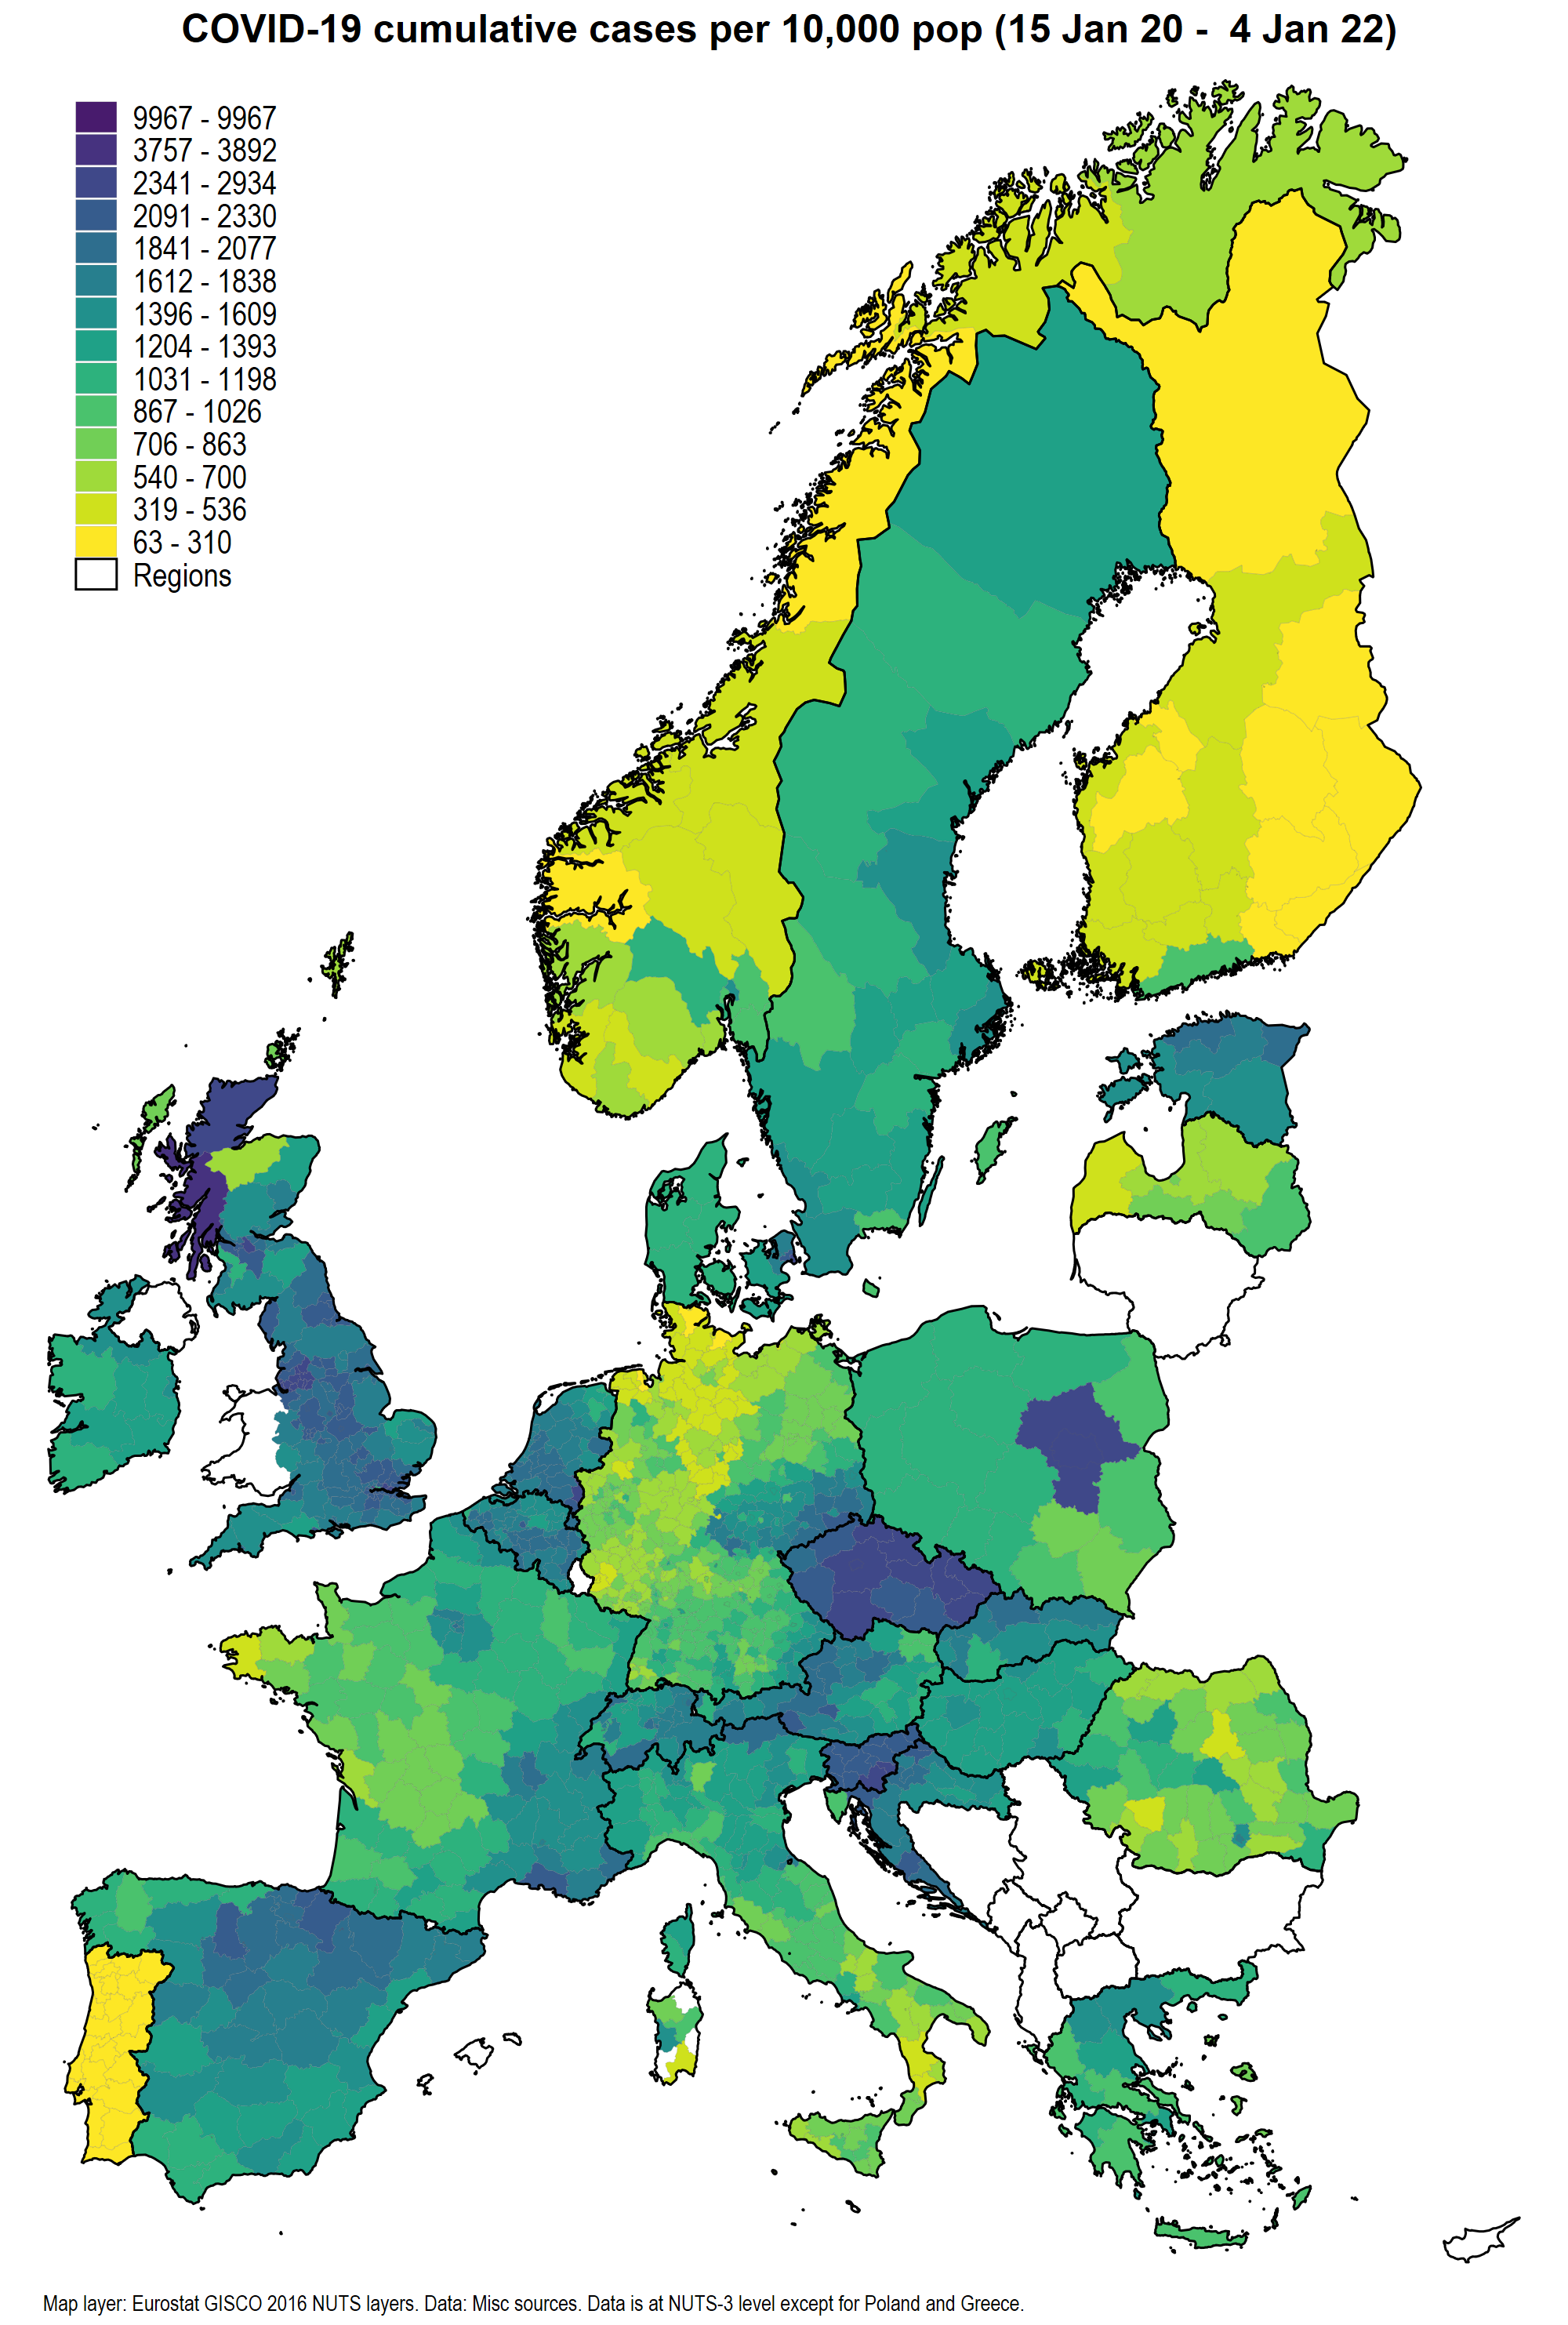 COVID-19 cumulative cases per 10,000 pop (15 Jan 20 -  4 Jan 22)
9967 - 9967
3757 - 3892
2341 - 2934
2091 - 2330
1841 - 2077
1612 - 1838
1396 - 1609
1204 - 1393
1031 - 1198
867 - 1026
706 - 863
540 - 700
319 - 536
63 - 310
Regions
Map layer: Eurostat GISCO 2016 NUTS layers. Data: Misc sources. Data is at NUTS-3 level except for Poland and Greece.